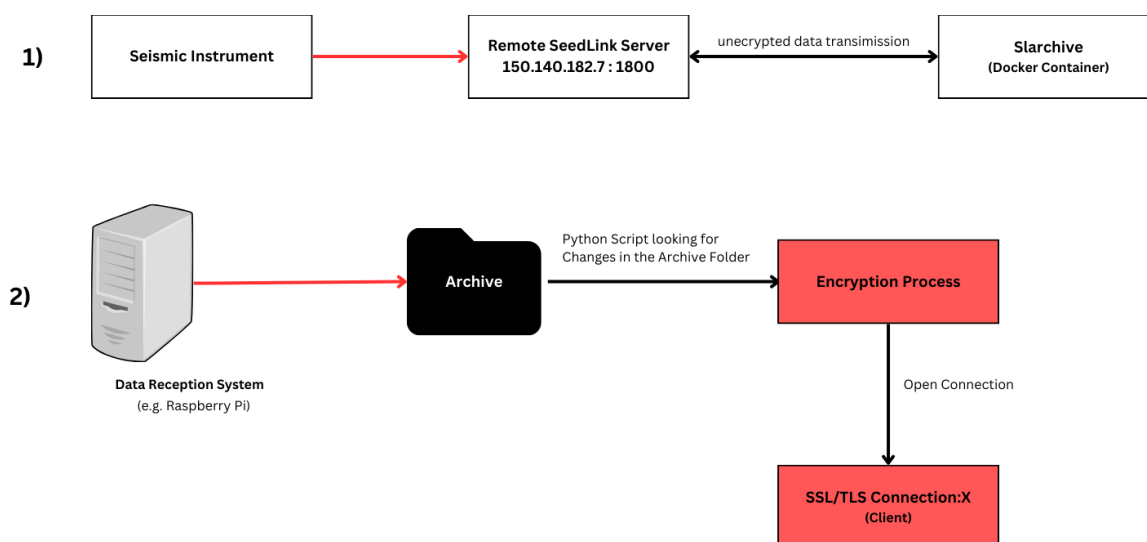 1)
Seismic Instrument
Remote SeedLink Server
150.140.182.7 : 1800
unecrypted data transimission
Slarchive
(Docker Container)
2)
Data Reception System
(e.g. Raspberry Pi)
Archive
Python Script looking for
Changes in the Archive Folder
Encryption Process
Open Connection
SSL/TLS Connection:X
(Client)